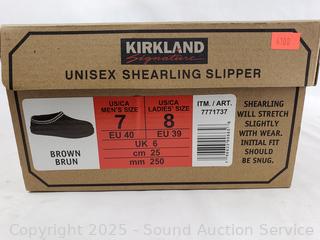 KIRKLAND
Signature
UNISEX SHEARLING SLIPPER
US/CA
MEN'S SIZE
7
EU 40
US/CA
LADIES' SIZE
8
EU 39
UK 6
cm 25
mm 250
ITM. / ART.
7771737
BROWN
BRUN
SHEARLING
WILL STRETCH
SLIGHTLY
WITH WEAR.
INITIAL FIT
SHOULD
BE SNUG.
Copyright 2025 - Sound Auction Service